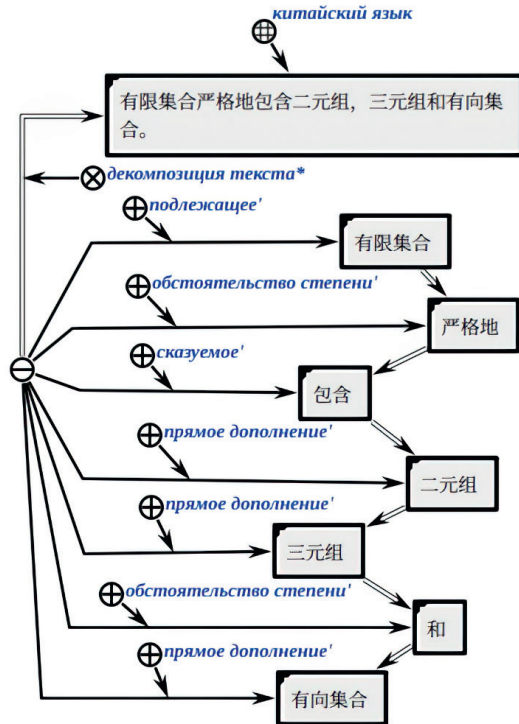 китайский язык
有限集合严格地包含二元组，三元组和有向集
合。
декомпозиция текста*
подлежащее'
有限集合
обстоятельство степени'
严格地
сказуемое'
包含
прямое дополнение'
二元组
прямое дополнение'
三元组
обстоятельство степени'
和
прямое дополнение'
有向集合